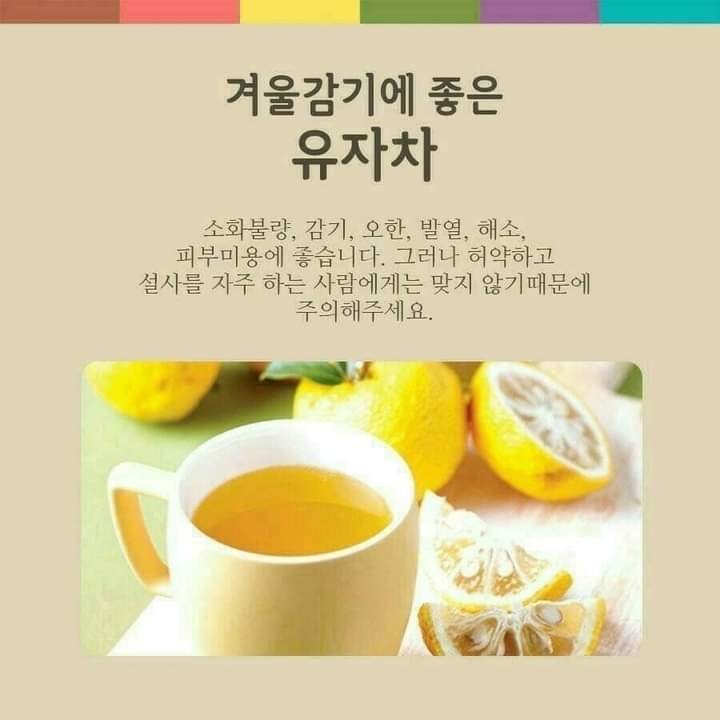 겨울감기에 좋은
유자차
소화불량, 감기, 오한, 발열, 해소,
피부미용에 좋습니다. 그러나 허약하고
설사를 자주 하는 사람에게는 맞지 않기때문에
주의해주세요.